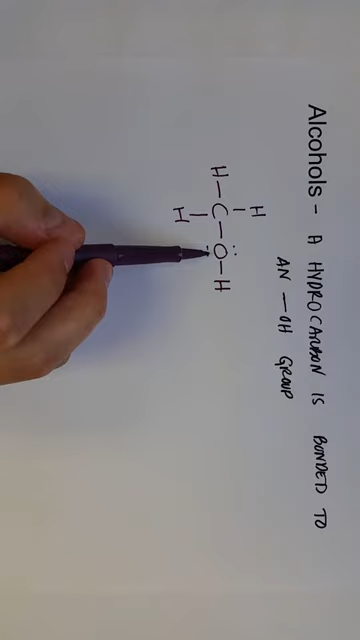 Alcohols - A HYDROCARBON IS BONDED TO
AN -OH GROUP
H
H-C-Ö-H
H